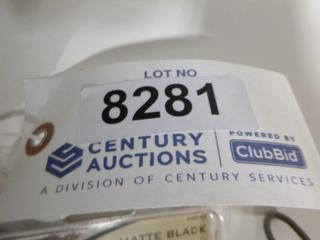 LOT NO
8281
CENTURY AUCTIONS
POWERED BY
ClubBid
A DIVISION OF CENTURY SERVICES
MATTE BLACK